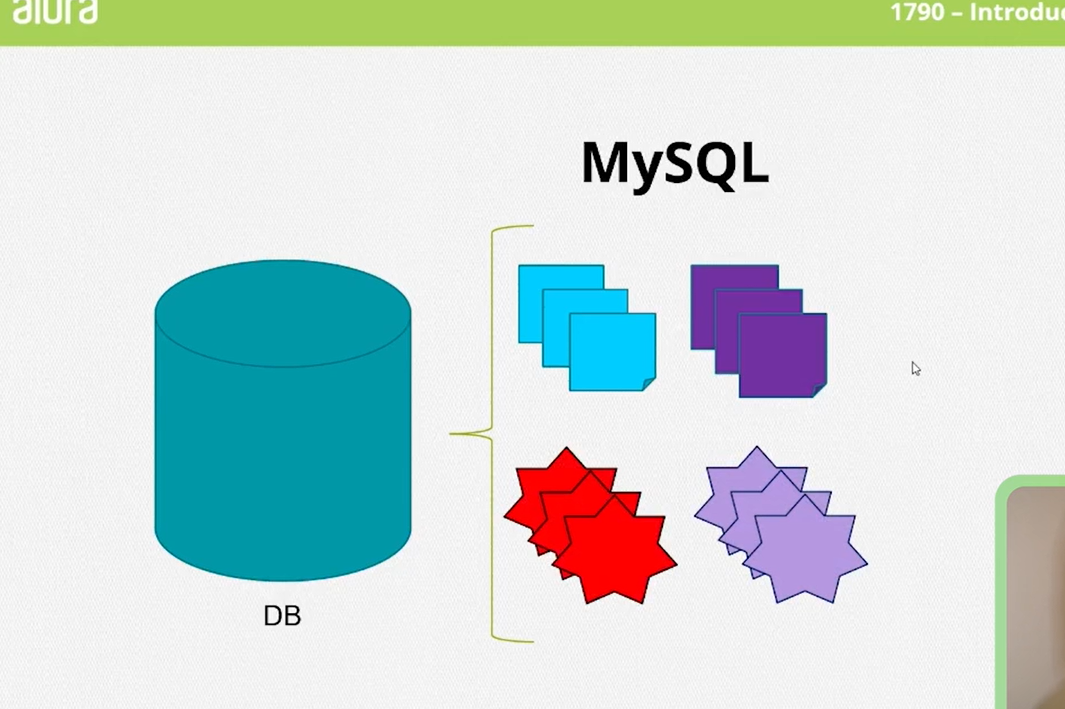 alura
1790 – Introduc
MySQL
DB